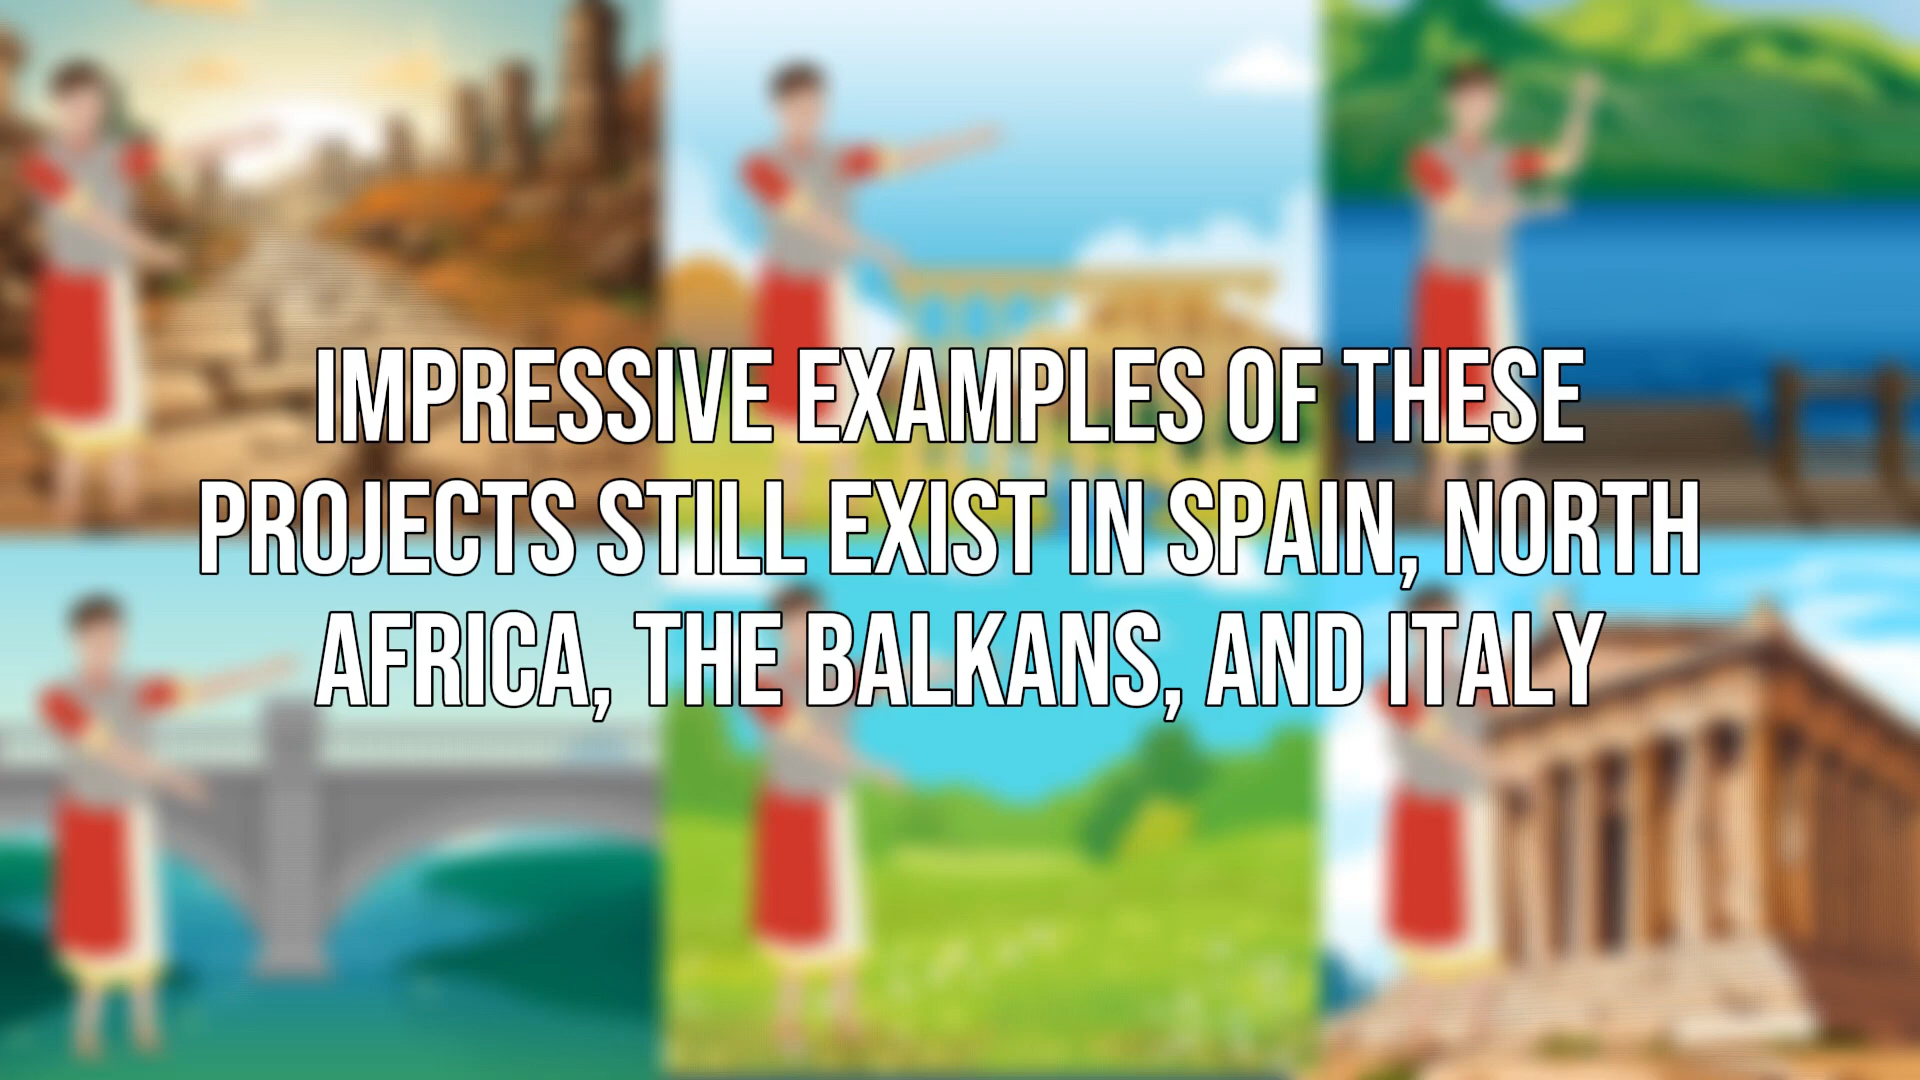 IMPRESSIVE EXAMPLES OF THESE
PROJECTS STILL EXIST IN SPAIN, NORTH
AFRICA, THE BALKANS, AND ITALY